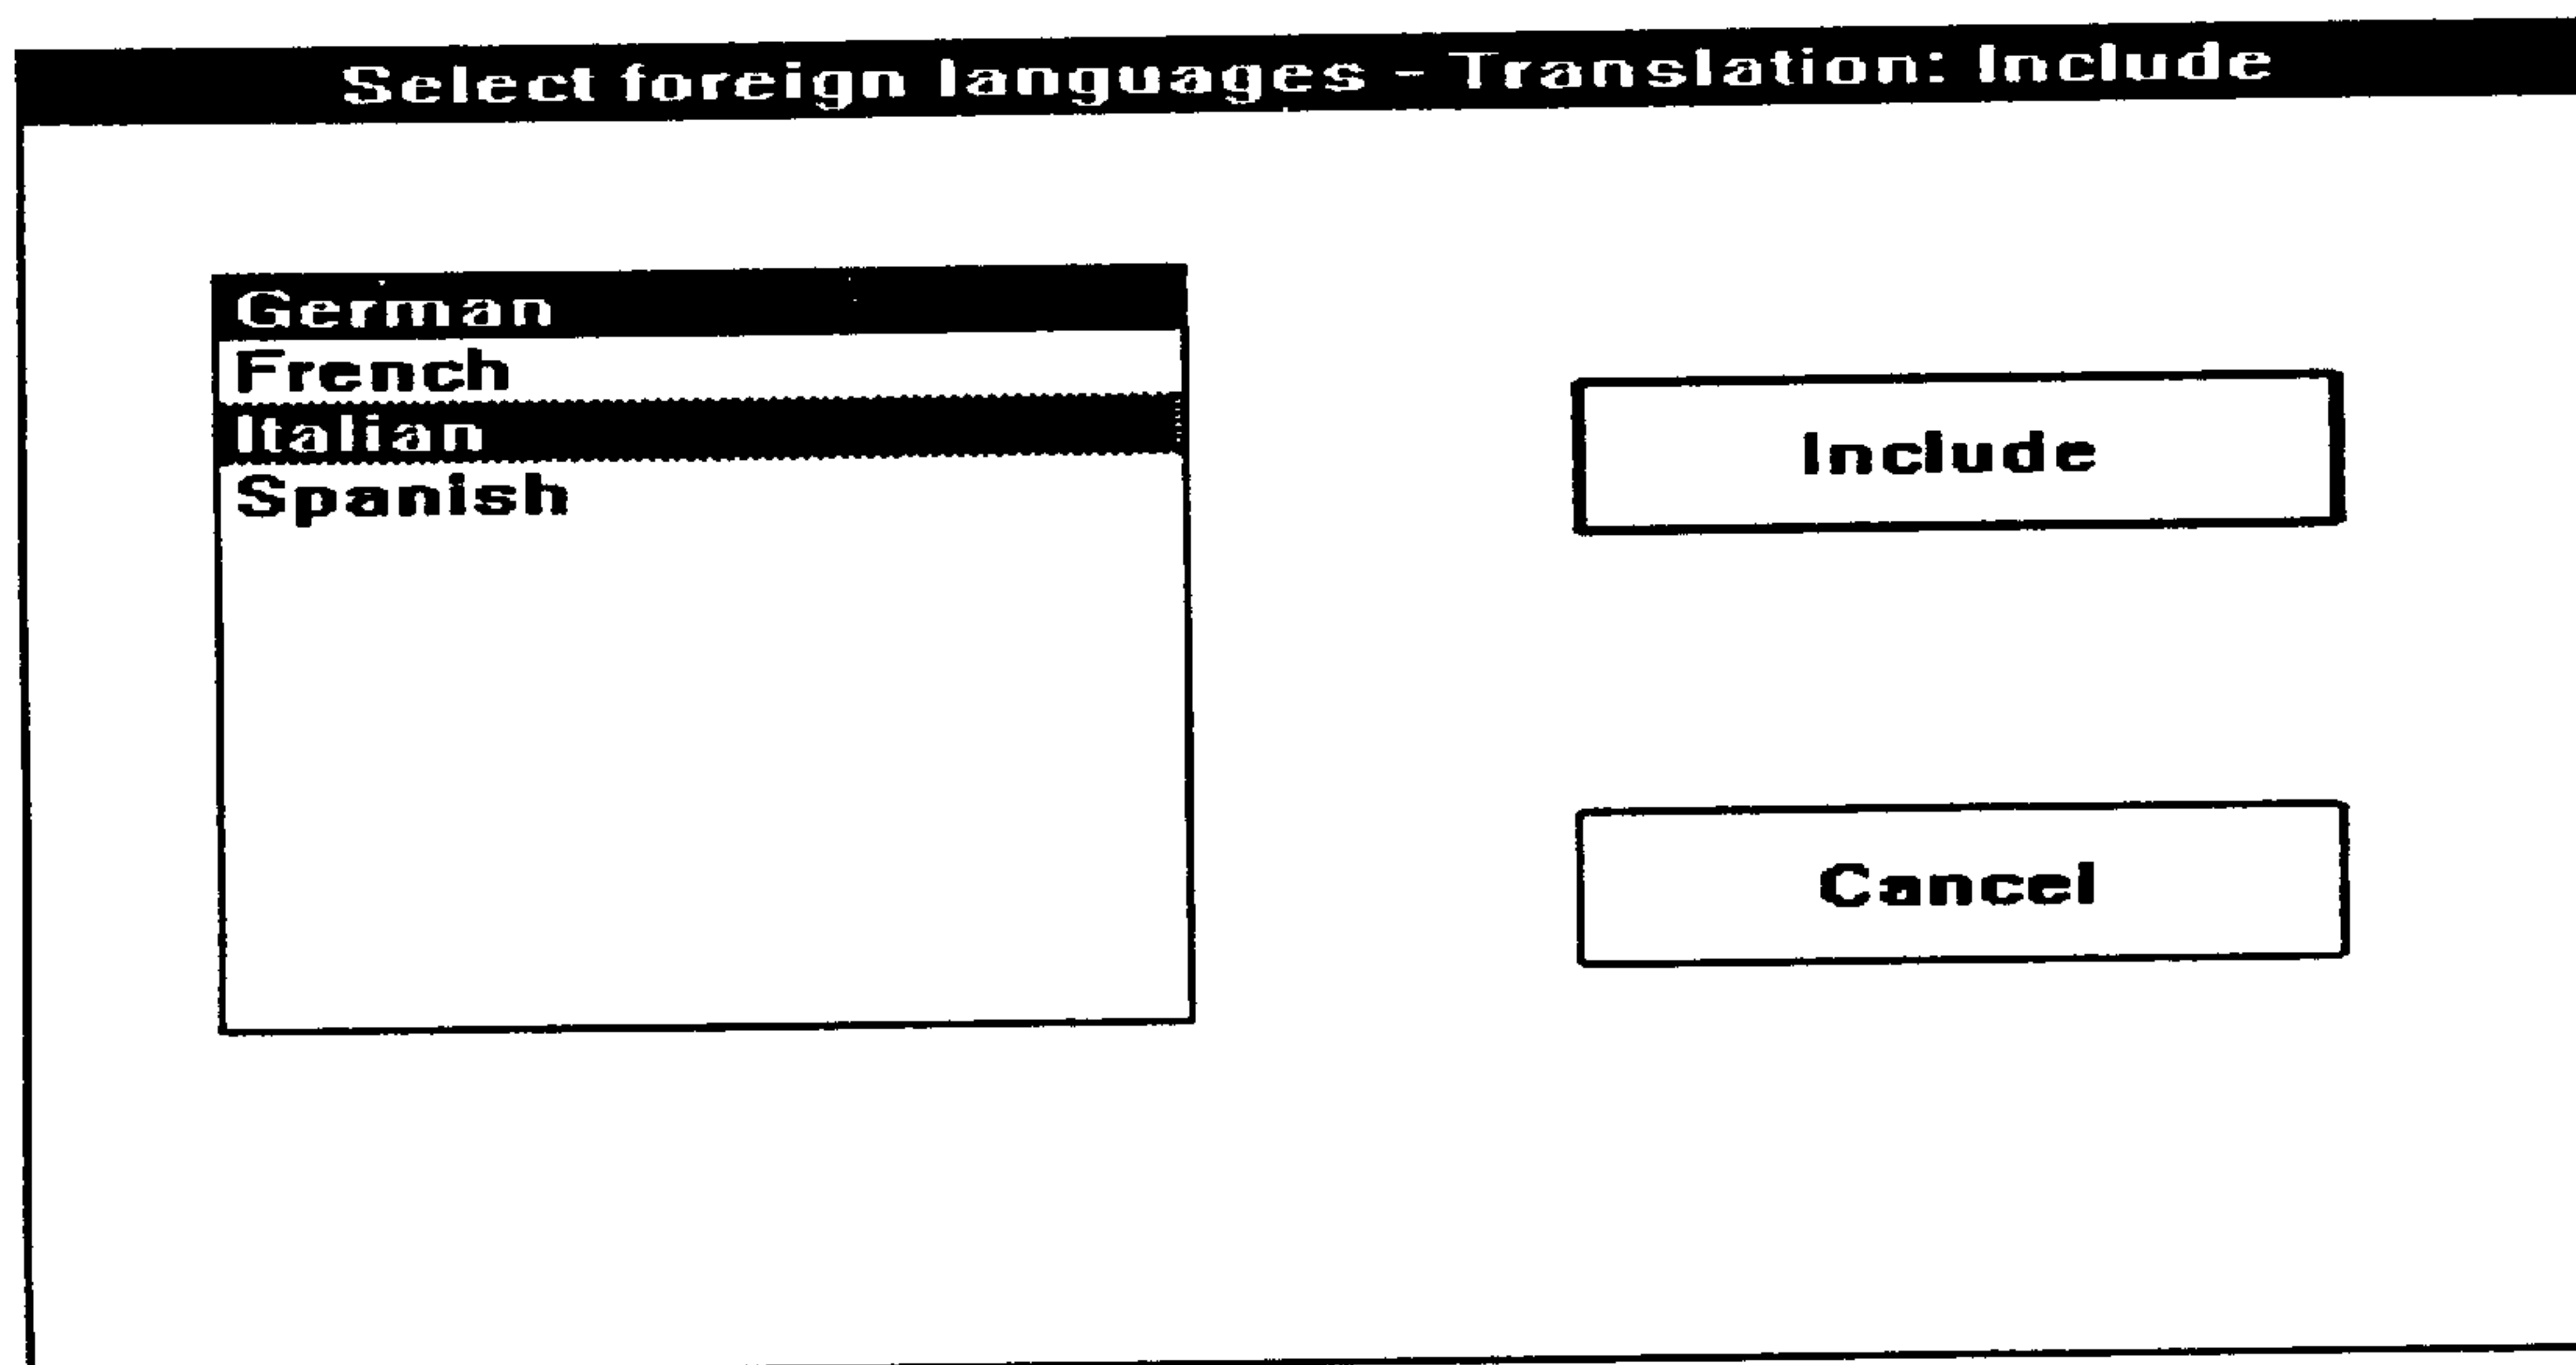 Select foreign languages - Translation: Include
German
French
Italian
Spanish
Include
Cancel